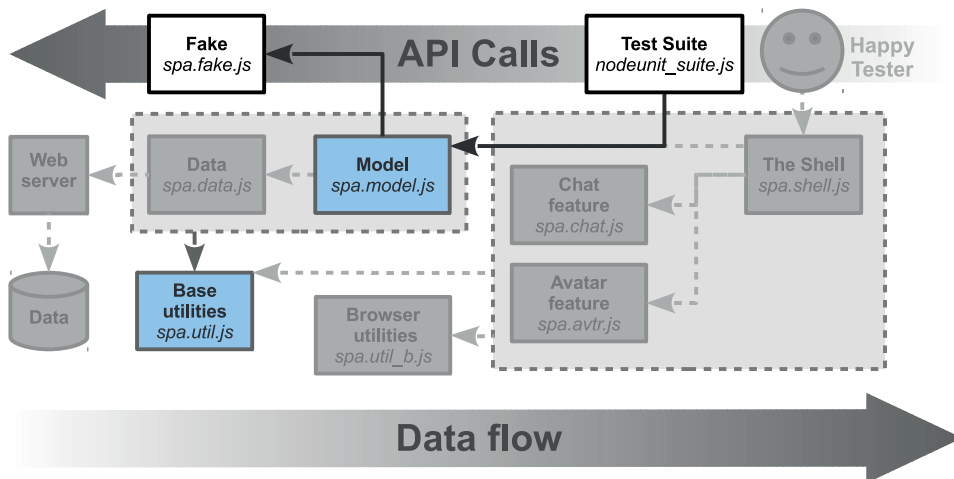 API Calls
Fake
spa.fake.js
Test Suite
nodeunit_suite.js
Happy
Tester
Web
server
Data
spa.data.js
Model
spa.model.js
The Shell
spa.shell.js
Chat
feature
spa.chat.js
Data
Base
utilities
spa.util.js
Browser
utilities
spa.util_b.js
Avatar
feature
spa.avtr.js
Data flow